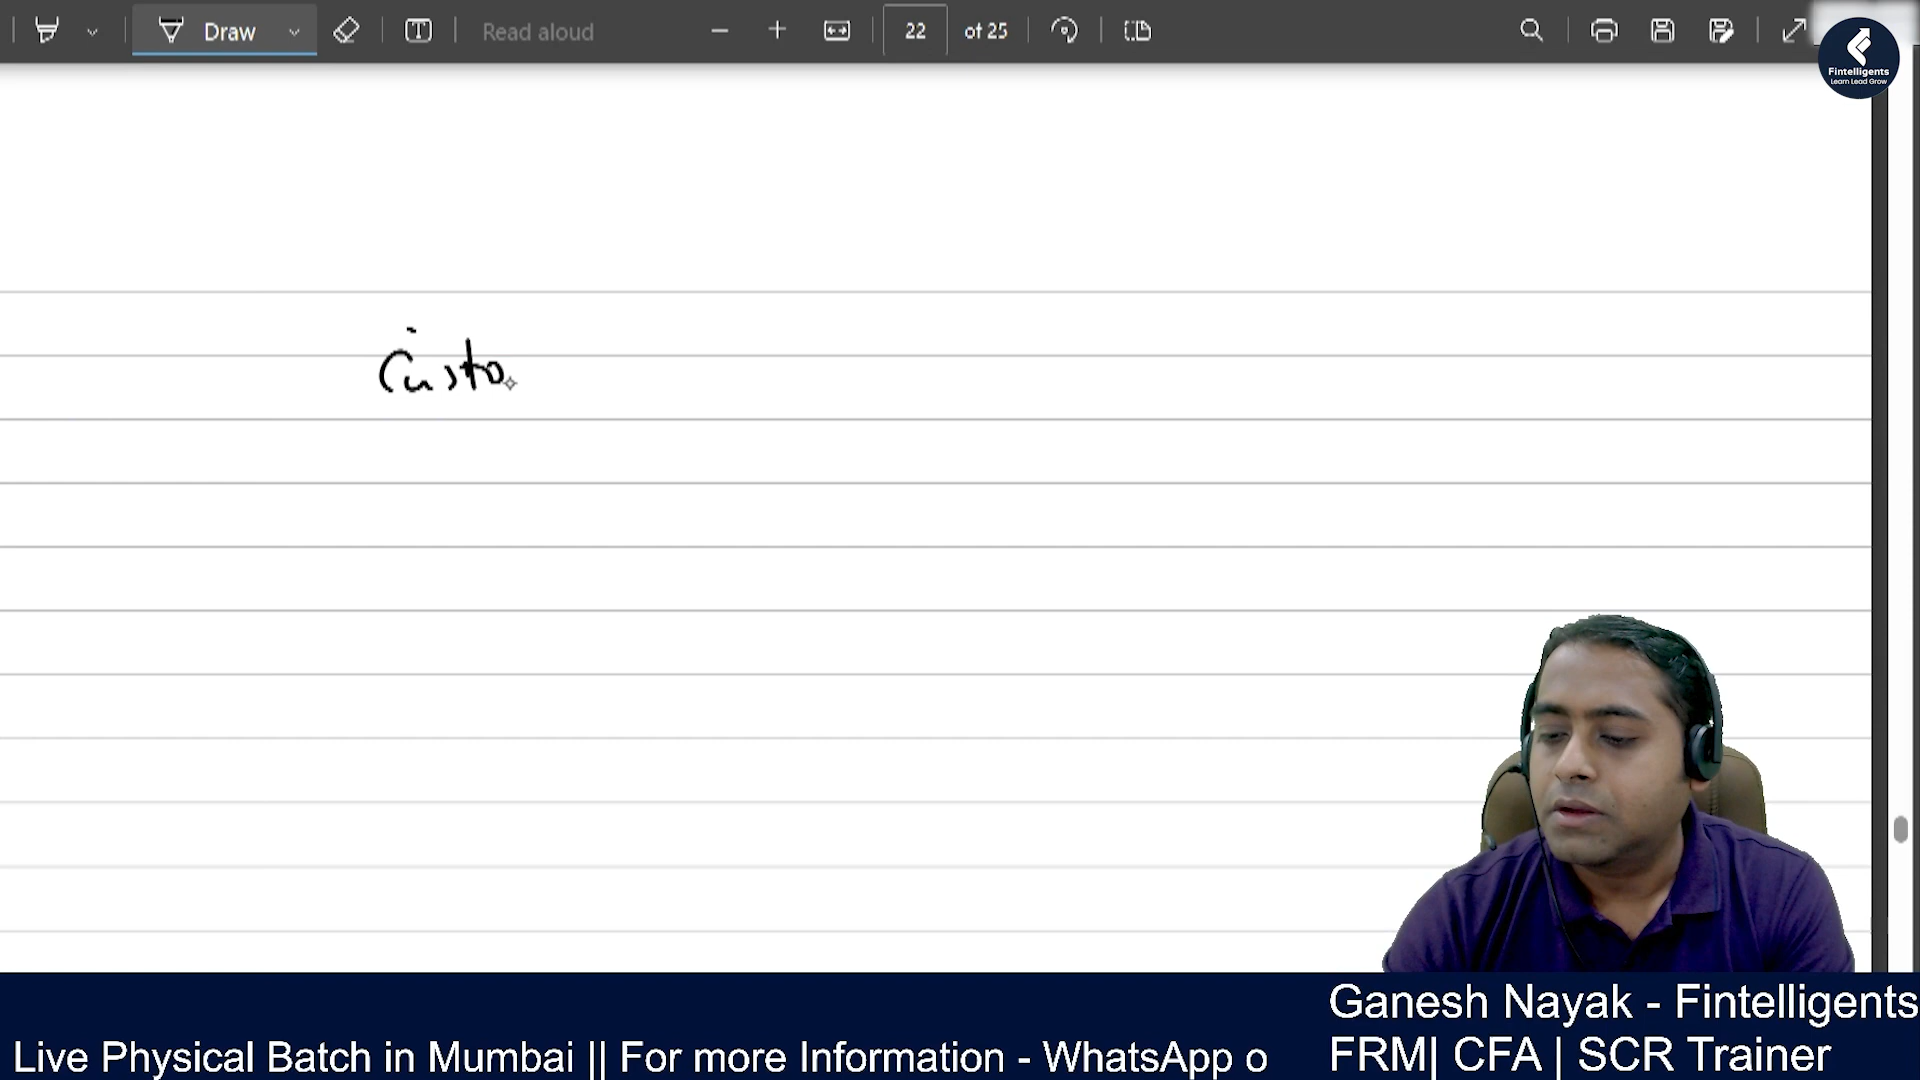 Draw
Read aloud
22 of 25
Fintelligents
Learn Lead Grow
Custo
Ganesh Nayak - Fintelligents
Live Physical Batch in Mumbai || For more Information - WhatsApp o
FRM| CFA | SCR Trainer